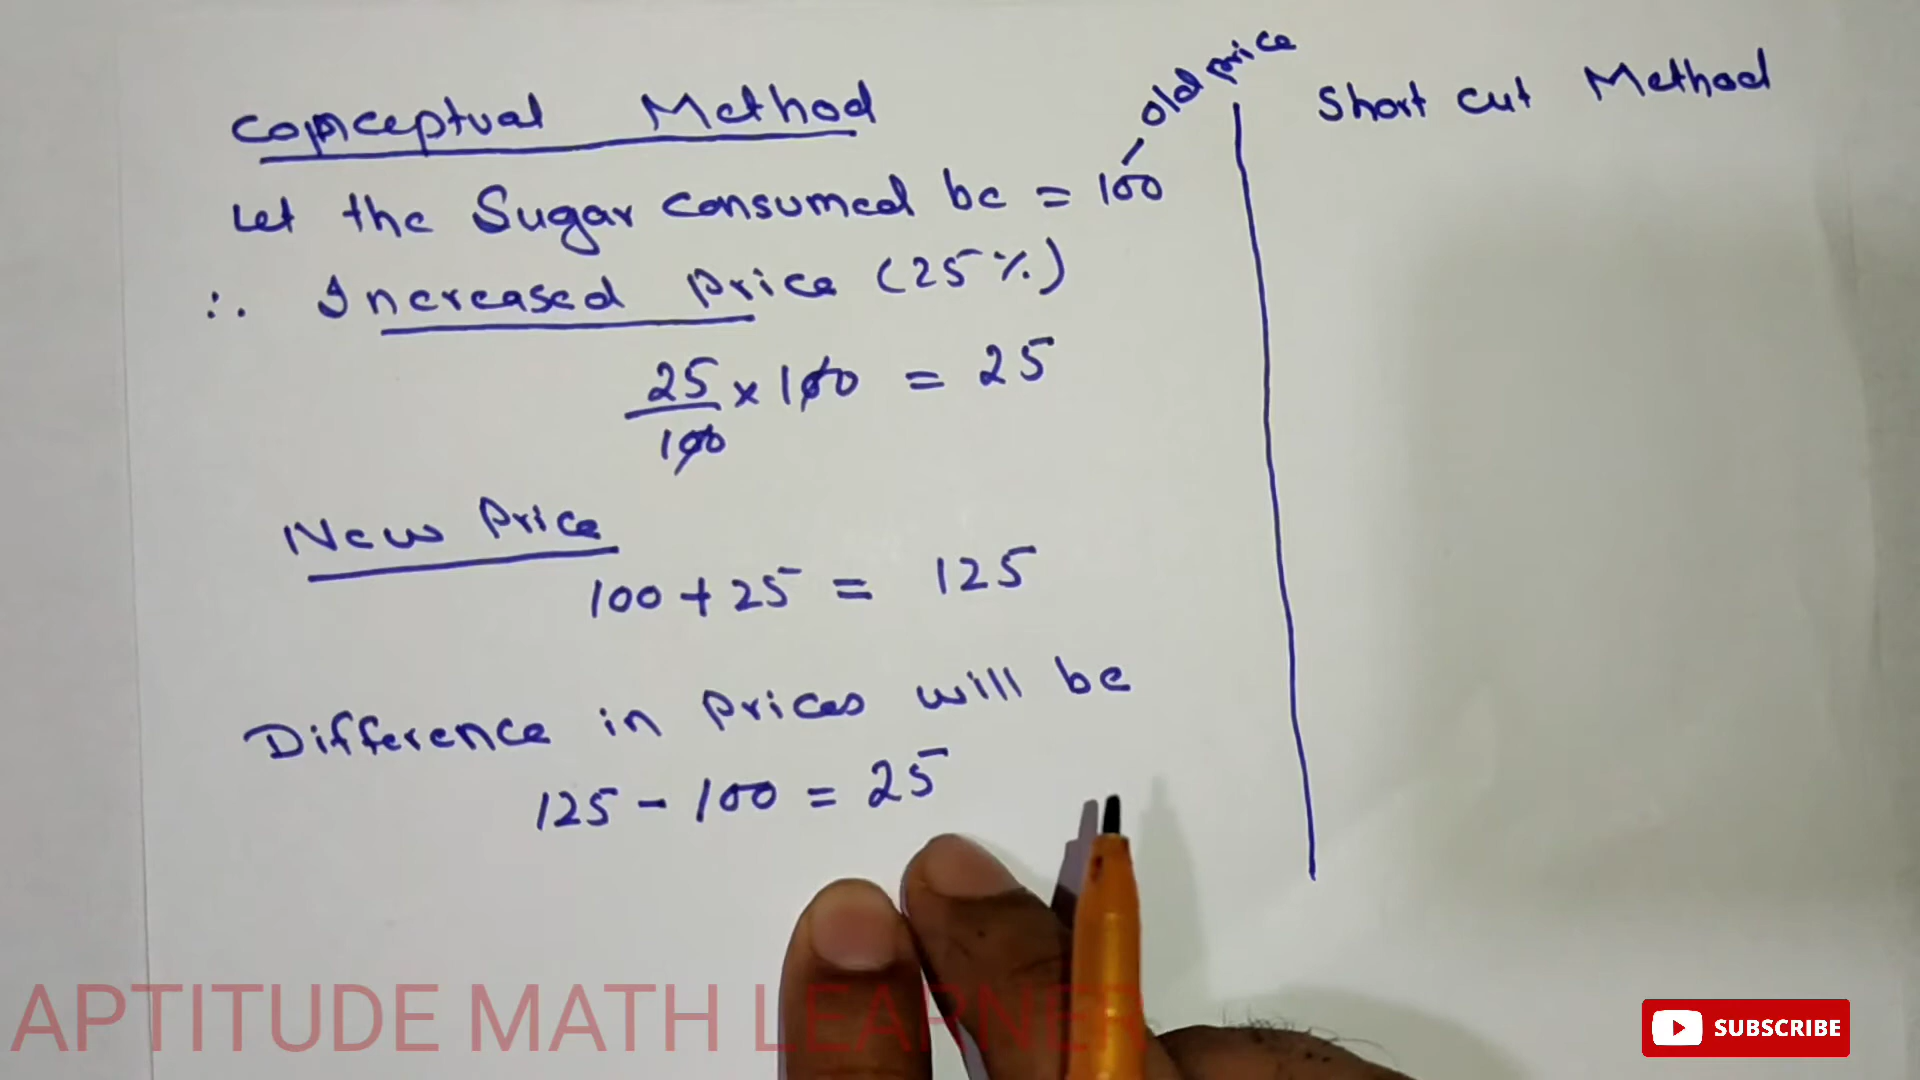 Conceptual Method
Let the Sugar consumed be = 100
old price
∴ Increased price (25%)
25/100 × 100 = 25
New Price
100 + 25 = 125
Difference in prices will be
125 - 100 = 25
Short cut Method
APTITUDE MATH LEARNER
SUBSCRIBE